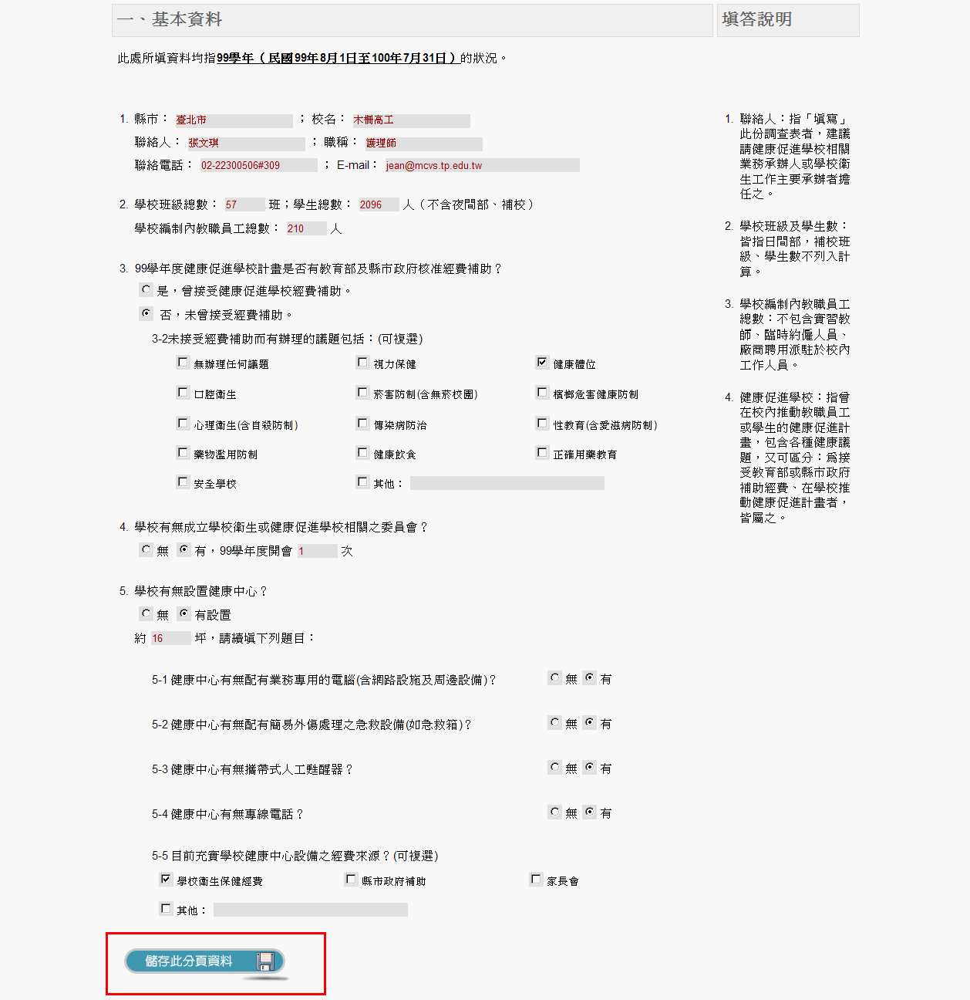 一、基本資料
填答說明
此處所填資料均指99學年（民國99年8月1日至100年7月31日）的狀況。
1. 縣市： 臺北市 ； 校名： 木柵高工
聯絡人： 張文琪 ； 職稱： 護理師
聯絡電話： 02-22300506#309 ； E-mail： jean@mcvs.tp.edu.tw
2. 學校班級總數： 57 班；學生總數： 2096 人（不含夜間部、補校）
學校編制內教職員工總數： 210 人
3. 99學年度健康促進學校計畫是否有教育部及縣市政府核准經費補助？
是，曾接受健康促進學校經費補助。
否，未曾接受經費補助。
3-2未接受經費補助而有辦理的議題包括：(可複選)
無辦理任何議題 視力保健 健康體位
口腔衛生 菸害防制(含無菸校園) 檳榔危害健康防制
心理衛生(含自殺防制) 傳染病防治 性教育(含愛滋病防制)
藥物濫用防制 健康飲食 正確用藥教育
安全學校 其他：
4. 學校有無成立學校衛生或健康促進學校相關之委員會？
無 有，99學年度開會 1 次
5. 學校有無設置健康中心？
無 有設置
約 16 坪，請續填下列題目：
5-1 健康中心有無配有業務專用的電腦(含網路設施及周邊設備)？ 無 有
5-2 健康中心有無配有簡易外傷處理之急救設備(如急救箱)？ 無 有
5-3 健康中心有無攜帶式人工甦醒器？ 無 有
5-4 健康中心有無專線電話？ 無 有
5-5 目前充實學校健康中心設備之經費來源？(可複選)
學校衛生保健經費 縣市政府補助 家長會
其他：
儲存此分頁資料
1. 聯絡人：指「填寫」
此份調查表者，建議
請健康促進學校相關
業務承辦人或學校衛
生工作主要承辦者擔
任之。
2. 學校班級及學生數：
皆指日間部，補校班
級、學生數不列入計
算。
3. 學校編制內教職員工
總數：不包含實習教
師、臨時約僱人員、
廠商聘用派駐於校內
工作人員。
4. 健康促進學校：指曾
在校內推動教職員工
或學生的健康促進計
畫，包含各種健康議
題，又可區分：為接
受教育部或縣市政府
補助經費、在學校推
動健康促進計畫者，
皆屬之。